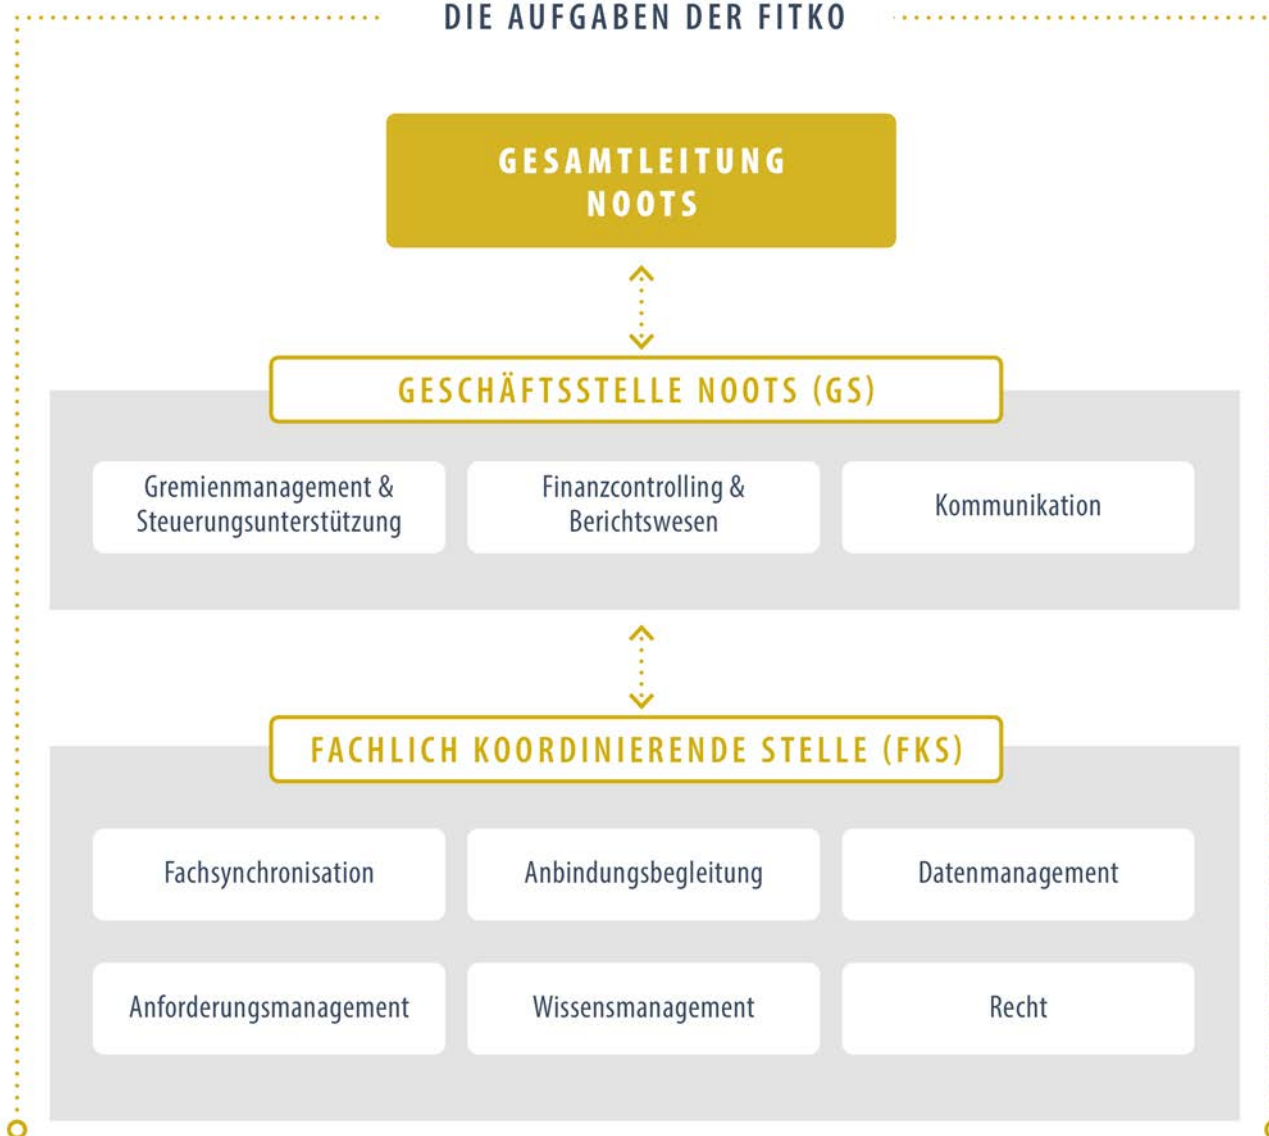 DIE AUFGABEN DER FITKO
GESAMTLEITUNG
NOOTS
GESCHÄFTSSTELLE NOOTS (GS)
Gremienmanagement &
Steuerungsunterstützung
Finanzcontrolling &
Berichtswesen
Kommunikation
FACHLICH KOORDINIERENDE STELLE (FKS)
Fachsynchronisation
Anbindungsbegleitung
Datenmanagement
Anforderungsmanagement
Wissensmanagement
Recht